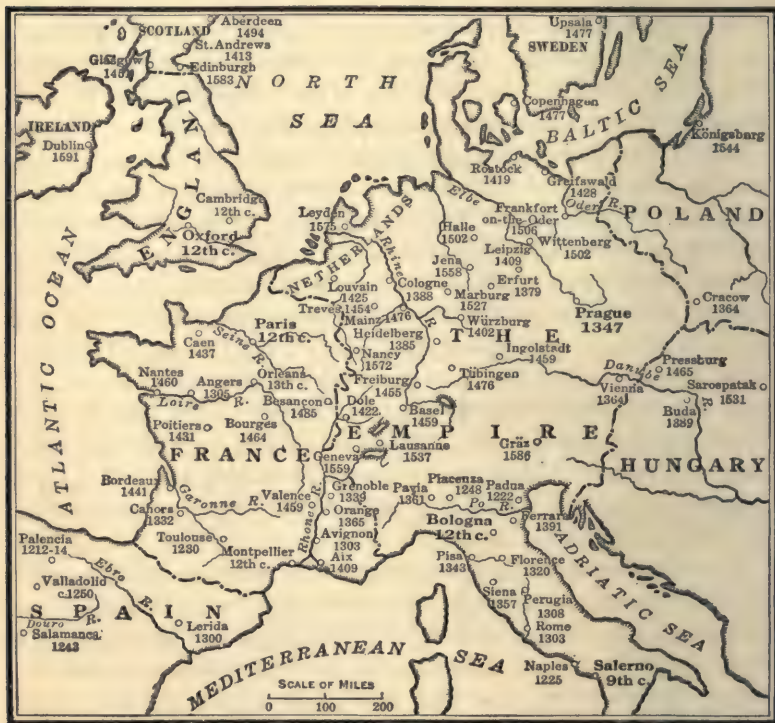 SCOTLAND
Aberdeen
1494
St. Andrews
1413
Glasgow
Edinburgh
1583
NORTH
SEA
Upsala
1477
SWEDEN
Copenhagen
1477
BALTIC SEA
Königsbarg
1544
IRELAND
Dublin
1591
ENGLAND
Cambridge
12th c.
Oxford
12th c.
ATLANTIC OCEAN
Rostock
1419
Greifswald
1428
Elbe
Oder R.
Frankfort
on-the-Oder
1506
POLAND
Leyden
1575
NETHERLANDS
Rhine
R.
Halle
1502
Wittenberg
1502
Leipzig
1409
Jena
1558
Erfurt
1379
Louvain
1425
Cologne
1388
Marburg
1527
Treves 1454
Mainz 1476
Prague
1347
Cracow
1364
Würzburg
1402
Heidelberg
1385
THE
EMPIRE
Paris
12th c.
Caen
1437
Seine R.
Nancy
1572
Ingolstadt
1459
Danube
R.
Pressburg
1465
Nantes
1460
Angers
1305
Orleans
13th c.
Freiburg
1455
Tübingen
1476
Vienna
1364
Sarospatak
1531
Loire R.
Besançon
1485
Dole
1422
Basel
1459
Buda
1389
Poitiers
1431
Bourges
1464
FRANCE
Geneva
1559
Lausanne
1537
Gräz
1586
HUNGARY
Bordeaux
1441
Garonne R.
Valence
1459
Rhone R.
Grenoble
1339
Pavia
1361
Piacenza
1248
Padua
1222
Po R.
Cahors
1332
Orange
1365
Bologna
12th c.
Ferrara
1391
Palencia
1212-14
Toulouse
1230
Avignon
1303
Montpellier
12th c.
Aix
1409
Pisa
1343
Florence
1320
ADRIATIC SEA
Ebro R.
Valladolid
c.1250
SPAIN
Siena
1357
Perugia
1308
Douro R.
Salamanca
1243
Lerida
1300
Rome
1303
MEDITERRANEAN SEA
Naples
1225
Salerno
9th c.
SCALE OF MILES
0 100 200